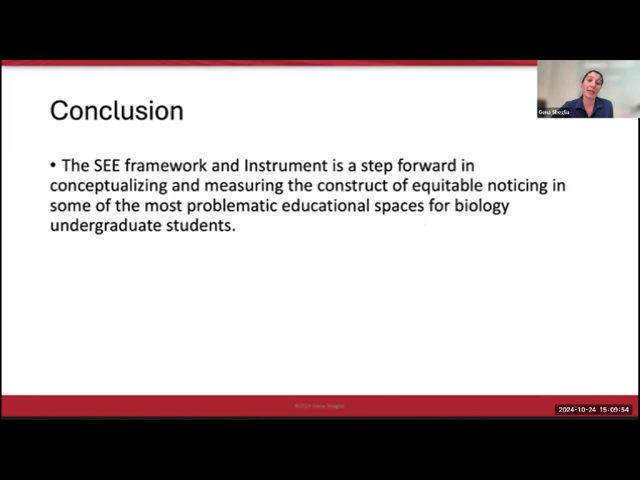 Gena Sbeglia
Conclusion
• The SEE framework and Instrument is a step forward in
conceptualizing and measuring the construct of equitable noticing in
some of the most problematic educational spaces for biology
undergraduate students.
2024-10-24 15:09:54